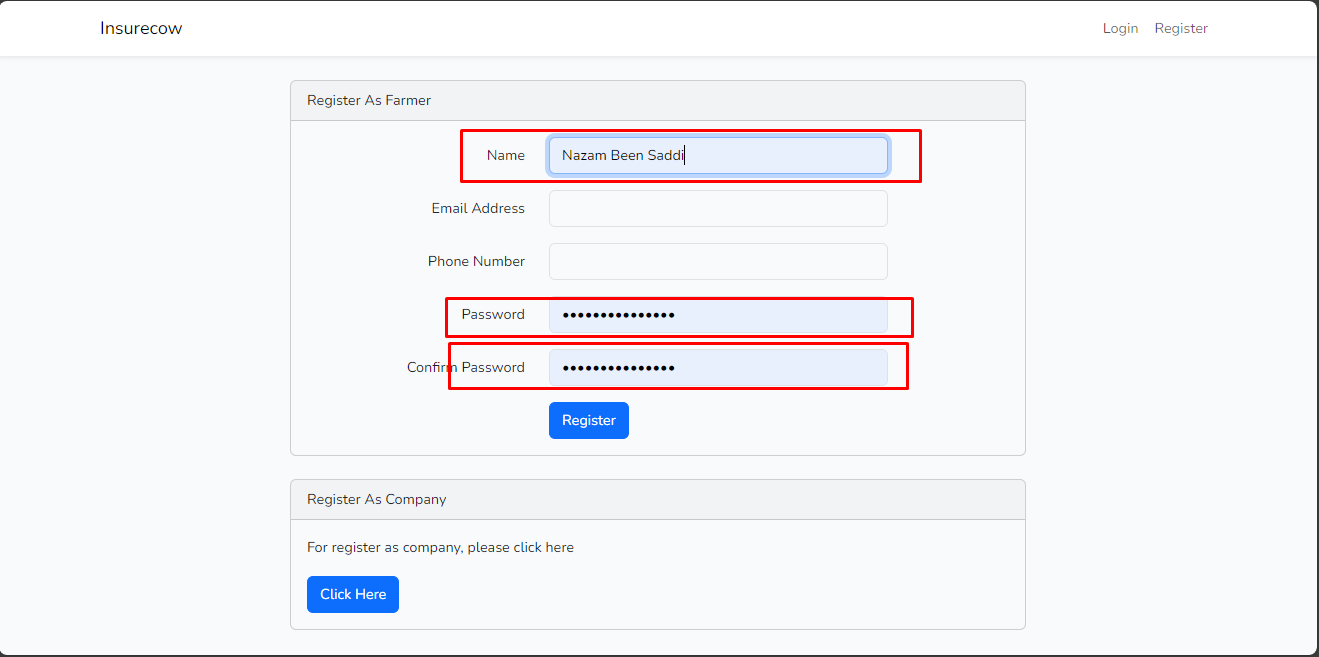 Insurecow Login Register
Register As Farmer
Name Nazam Been Saddi
Email Address
Phone Number
Password •••••••••••••••
Confirm Password •••••••••••••••
Register
Register As Company
For register as company, please click here
Click Here